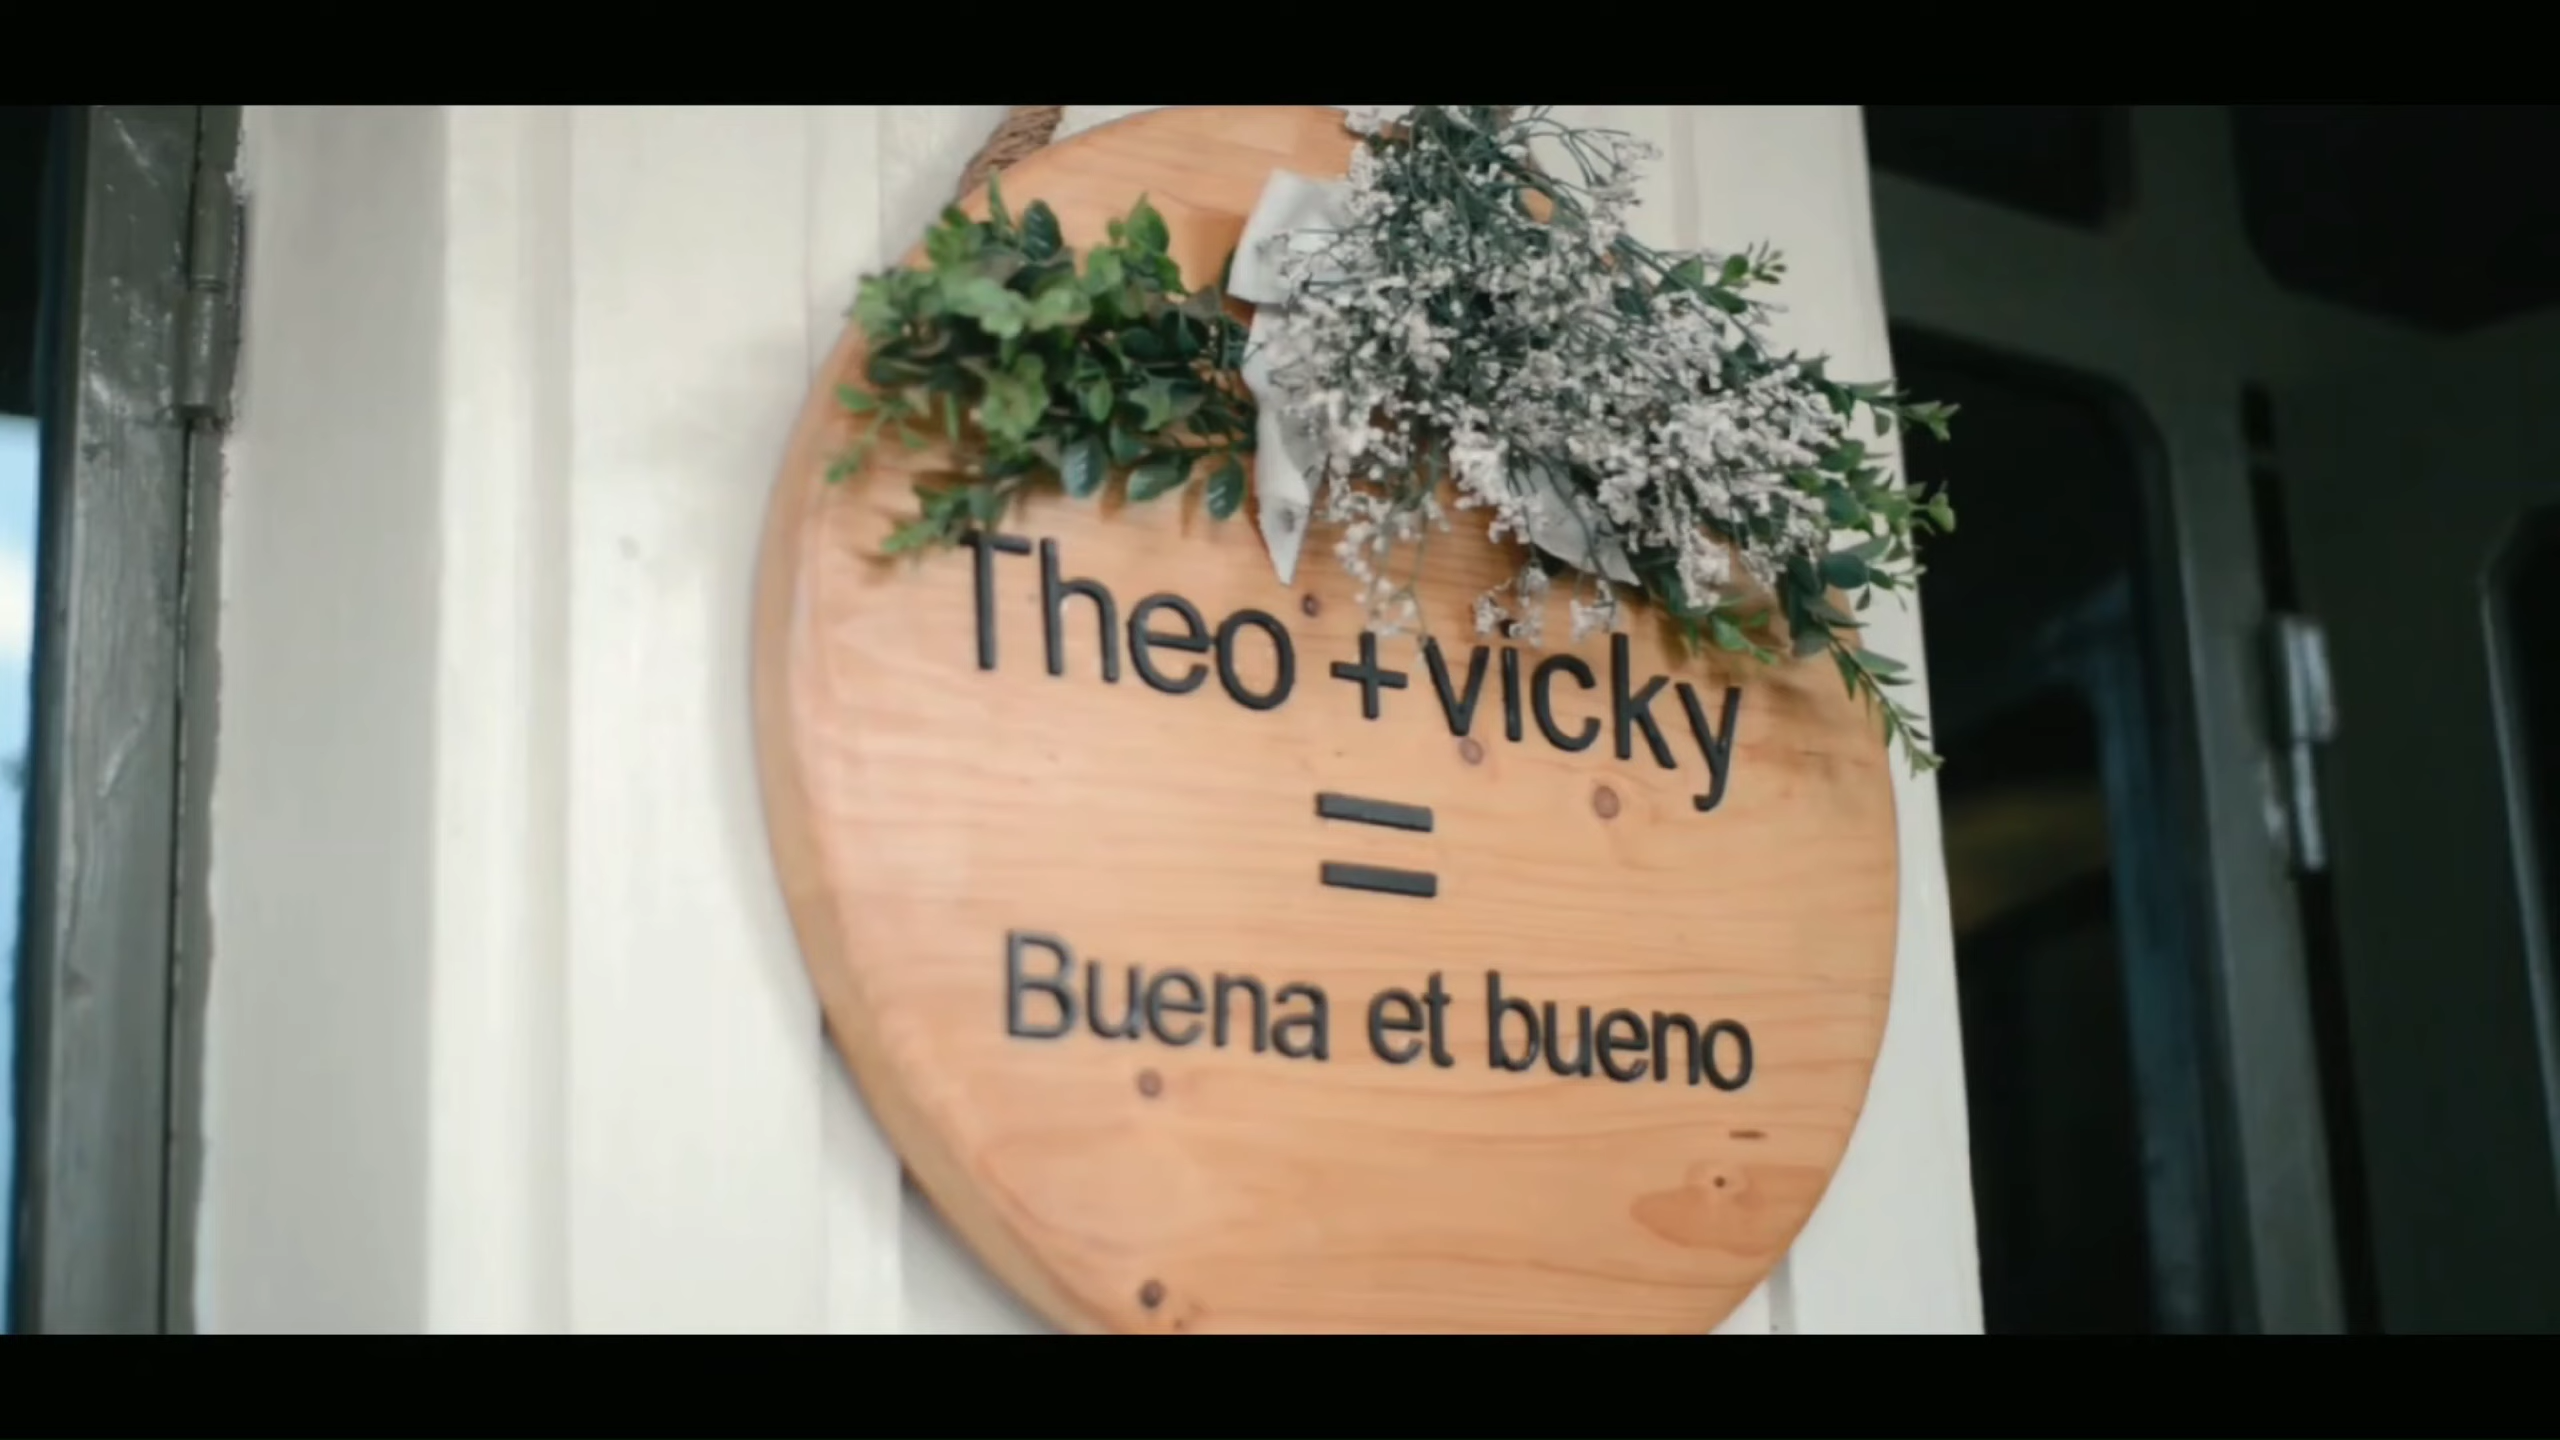 Theo + vicky
=
Buena et bueno